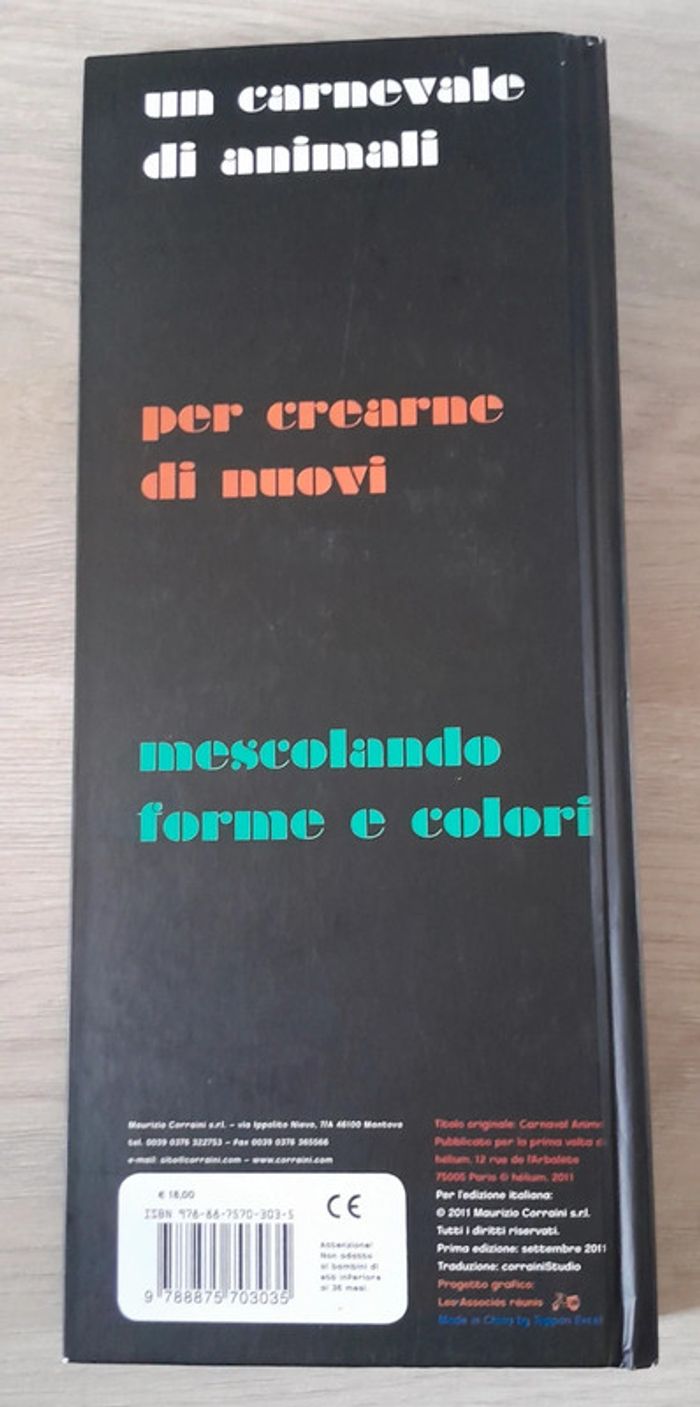 un carnevale
di animali
per crearne
di nuovi
mescolando
forme e colori
Maurizio Corraini s.r.l. – via Ippolito Nievo, 7/A 46100 Mantova
tel. 0039 0376 322753 – Fax 0039 0376 365566
e-mail: sito@corraini.com – www.corraini.com
€ 18,00
ISBN 978-88-7570-303-5
9 788875 703035
CE
Attenzione!
Non adatto
ai bambini di
età inferiore
ai 36 mesi.
Titolo originale: Carnaval Anim
Pubblicato per la prima volta
hélium, 12 rue de l'Arbalète
75005 Paris © hélium, 2011
Per l'edizione italiana:
© 2011 Maurizio Corraini s.r.l.
Tutti i diritti riservati.
Prima edizione: settembre 2011
Traduzione: corrainiStudio
Progetto grafico:
Les Associés réunis
Made in China by Toppan Excel